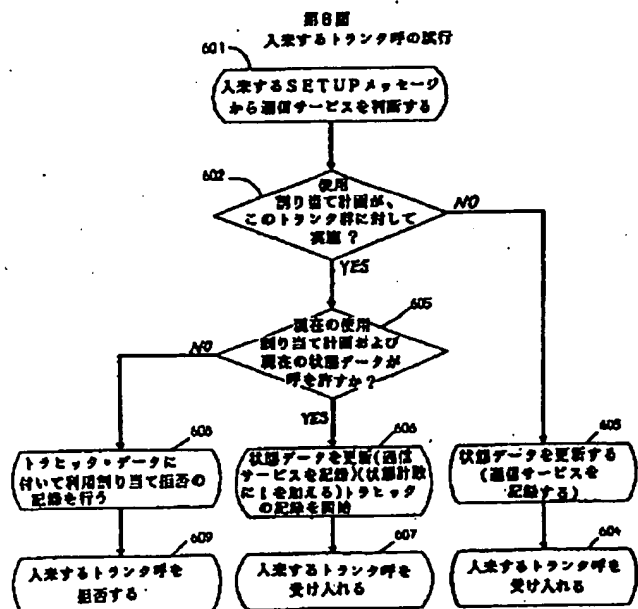 第6図
入来するトランク呼の試行
601
入来するSETUPメッセージ
から通信サービスを判断する
602
使用
割り当て計画が、
このトランク群に対して
実施？
NO
YES
605
現在の使用
割り当て計画および
現在の状態データが
呼を許すか？
NO
YES
608
トラヒック・データに
付いて利用割り当て拒否の
記録を行う
606
状態データを更新(通信
サービスを記録)(状態計数
に1を加える)トラヒック
の記録を開始
603
状態データを更新する
(通信サービスを
記録する)
609
入来するトランク呼を
拒否する
607
入来するトランク呼を
受け入れる
604
入来するトランク呼を
受け入れる